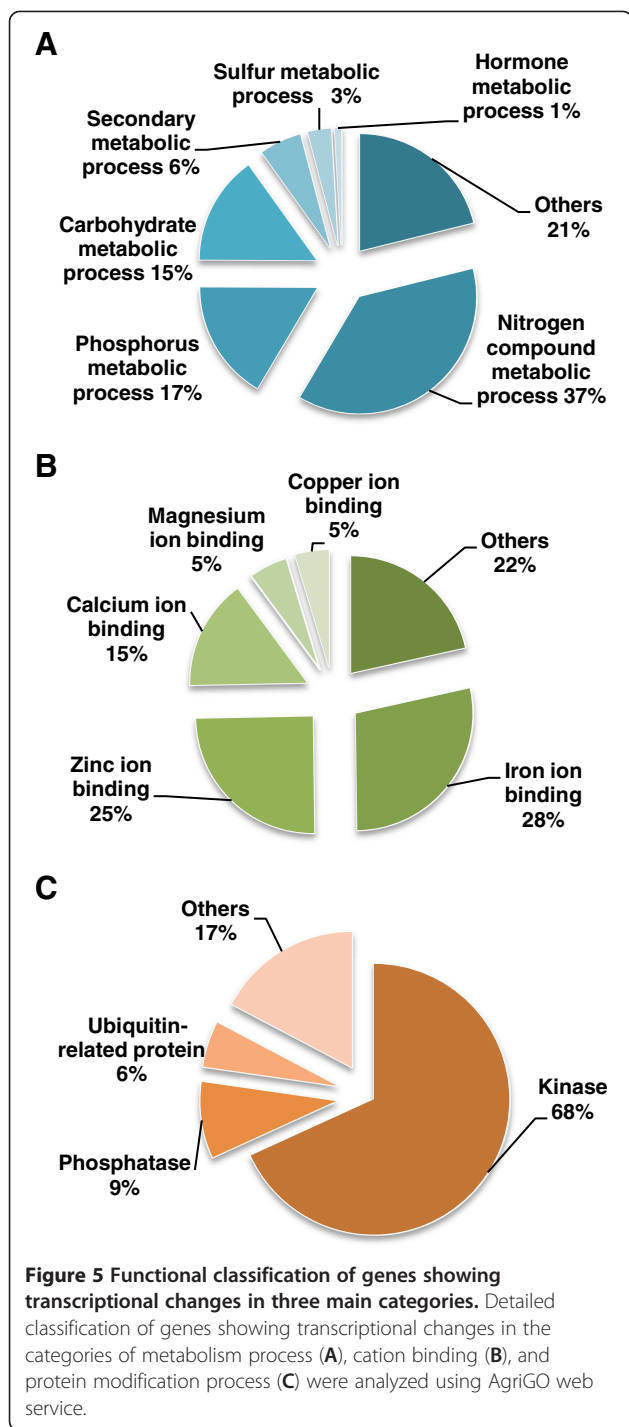 A
Sulfur metabolic
process 3%
Hormone
metabolic
process 1%
Secondary
metabolic
process 6%
Others
21%
Carbohydrate
metabolic
process 15%
Nitrogen
compound
metabolic
process 37%
Phosphorus
metabolic
process 17%
B
Copper ion
binding
5%
Magnesium
ion binding
5%
Others
22%
Calcium ion
binding
15%
Zinc ion
binding
25%
Iron ion
binding
28%
C
Others
17%
Ubiquitin-
related protein
6%
Kinase
68%
Phosphatase
9%
Figure 5 Functional classification of genes showing
transcriptional changes in three main categories. Detailed
classification of genes showing transcriptional changes in the
categories of metabolism process (A), cation binding (B), and
protein modification process (C) were analyzed using AgriGO web
service.